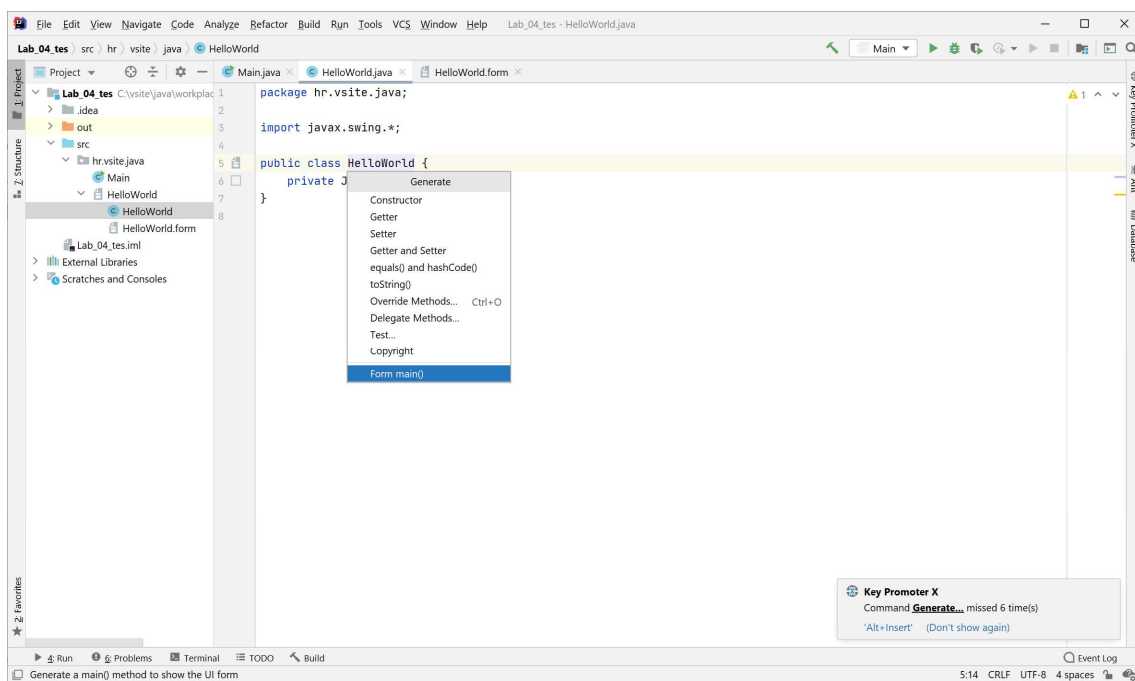 File Edit View Navigate Code Analyze Refactor Build Run Tools VCS Window Help Lab_04_tes - HelloWorld.java
Lab_04_tes src hr vsite java HelloWorld
Main
Project
Main.java
HelloWorld.java
HelloWorld.form
1: Project
7: Structure
2: Favorites
Lab_04_tes C:\vsite\java\workplac
.idea
out
src
hr.vsite.java
Main
HelloWorld
HelloWorld
HelloWorld.form
Lab_04_tes.iml
External Libraries
Scratches and Consoles
1 package hr.vsite.java;
2
3 import javax.swing.*;
4
5 public class HelloWorld {
6 private J
7 }
8
1
Generate
Constructor
Getter
Setter
Getter and Setter
equals() and hashCode()
toString()
Override Methods... Ctrl+O
Delegate Methods...
Test...
Copyright
Form main()
Key Promoter X
Ant
Database
Key Promoter X
Command Generate... missed 6 time(s)
'Alt+Insert' (Don't show again)
4: Run 6: Problems Terminal TODO Build Event Log
Generate a main() method to show the UI form 5:14 CRLF UTF-8 4 spaces